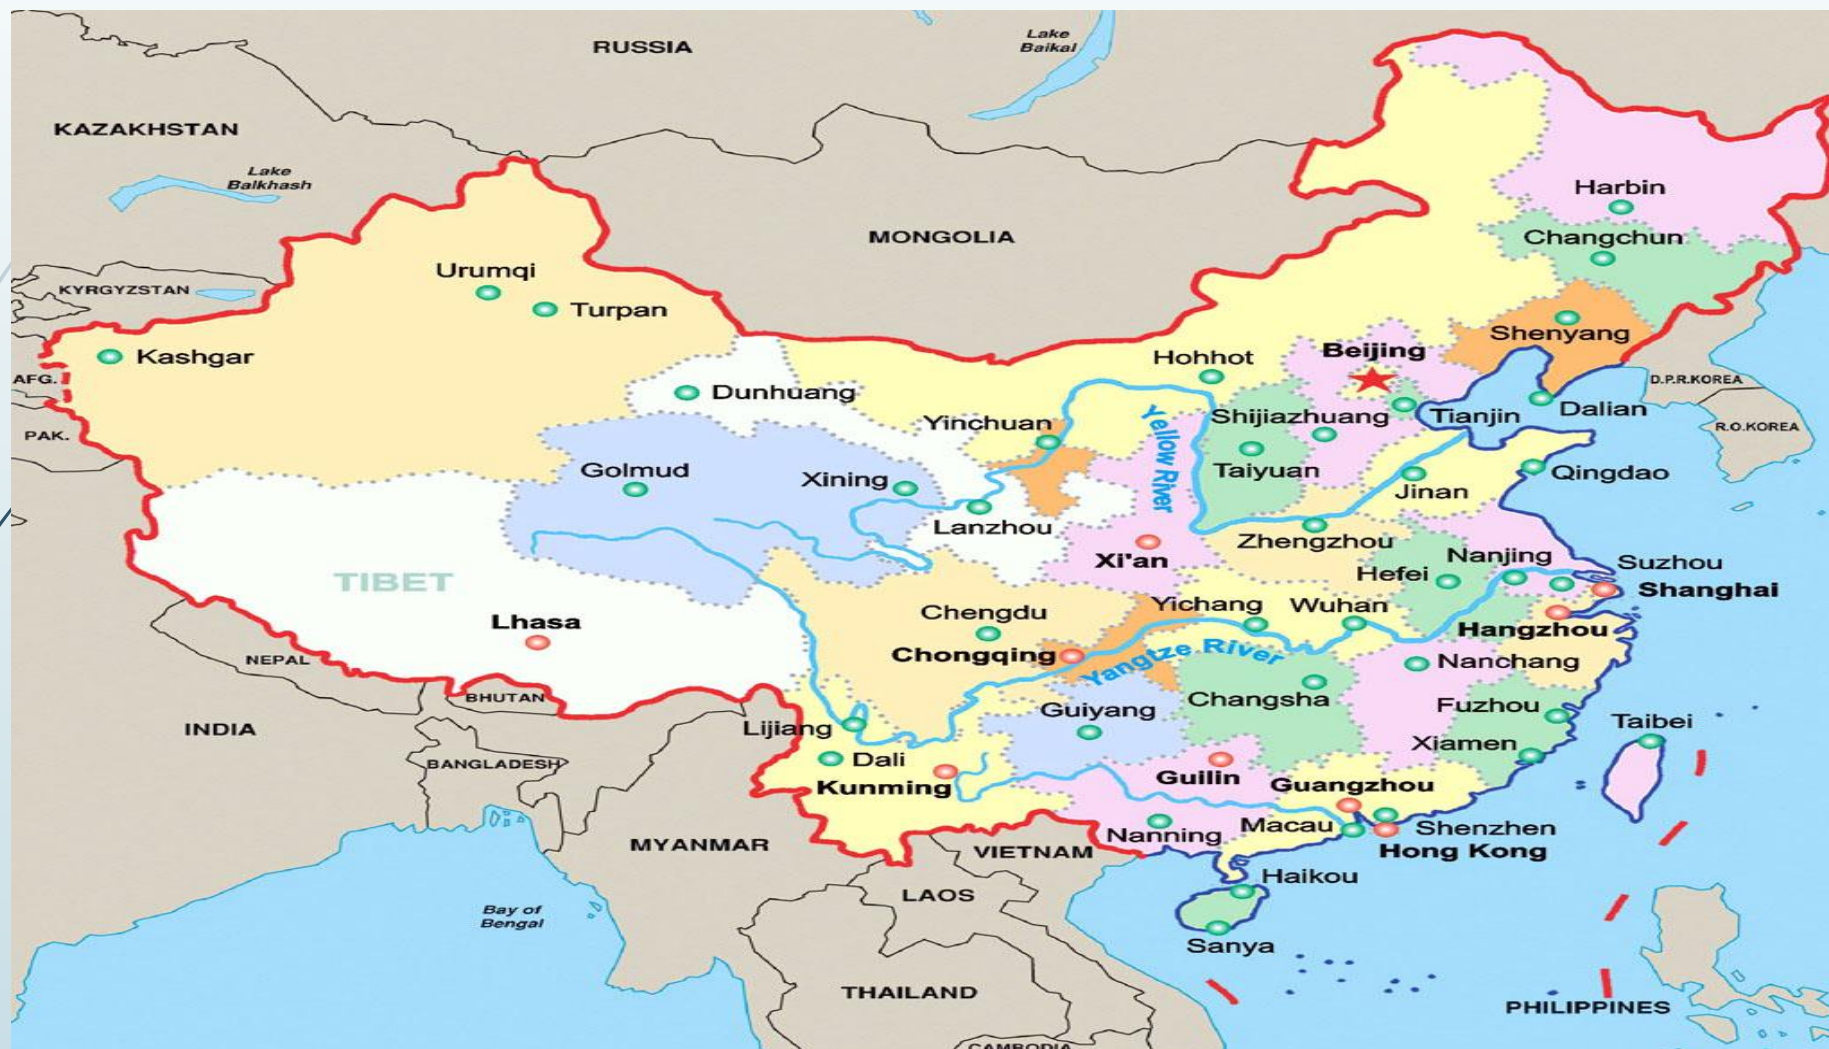 RUSSIA
Lake
Baikal
KAZAKHSTAN
Lake
Balkhash
Harbin
MONGOLIA
Changchun
Urumqi
KYRGYZSTAN
Turpan
Shenyang
Kashgar
Hohhot
Beijing
AFG.
D.P.R.KOREA
Dunhuang
Dalian
Yinchuan
Yellow River
Shijiazhuang
Tianjin
R.O.KOREA
PAK.
Golmud
Xining
Taiyuan
Jinan
Qingdao
Lanzhou
Zhengzhou
Xi'an
Nanjing
Suzhou
Hefei
TIBET
Shanghai
Lhasa
Chengdu
Yichang
Wuhan
Hangzhou
Chongqing
Yangtze River
Nanchang
NEPAL
BHUTAN
Guiyang
Changsha
Fuzhou
INDIA
Lijiang
Taibei
Xiamen
BANGLADESH
Dali
Kunming
Guilin
Guangzhou
Nanning
Macau
Shenzhen
MYANMAR
VIETNAM
Hong Kong
Haikou
LAOS
Bay of
Bengal
Sanya
THAILAND
PHILIPPINES
CAMBODIA